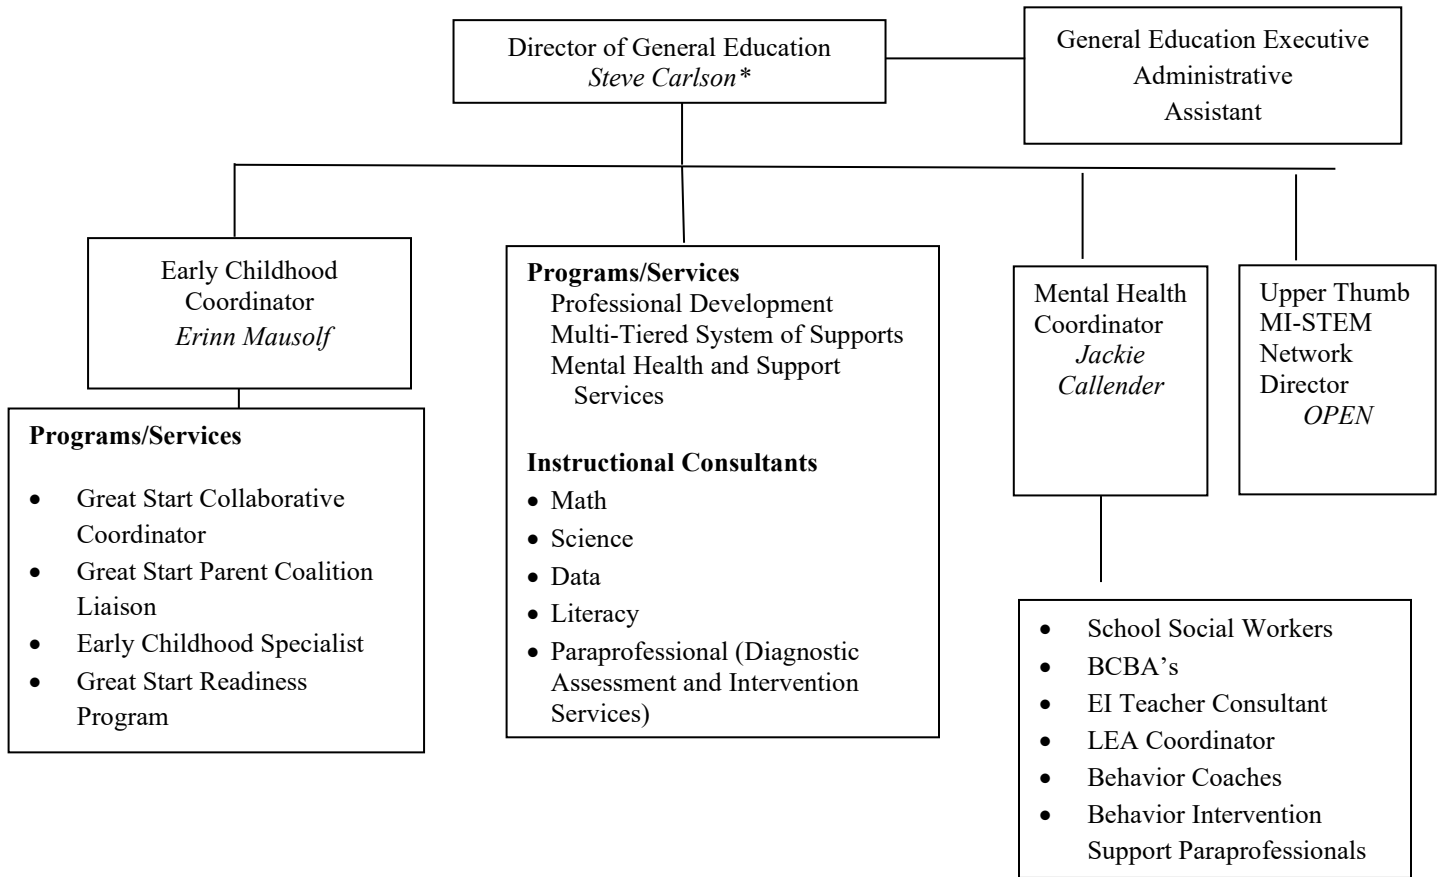 Director of General Education
Steve Carlson*
General Education Executive
Administrative
Assistant
Early Childhood
Coordinator
Erinn Mausolf
Programs/Services
• Great Start Collaborative
Coordinator
• Great Start Parent Coalition
Liaison
• Early Childhood Specialist
• Great Start Readiness
Program
Programs/Services
Professional Development
Multi-Tiered System of Supports
Mental Health and Support
Services
Instructional Consultants
• Math
• Science
• Data
• Literacy
• Paraprofessional (Diagnostic
Assessment and Intervention
Services)
Mental Health
Coordinator
Jackie
Callender
• School Social Workers
• BCBA’s
• EI Teacher Consultant
• LEA Coordinator
• Behavior Coaches
• Behavior Intervention
Support Paraprofessionals
Upper Thumb
MI-STEM
Network
Director
OPEN